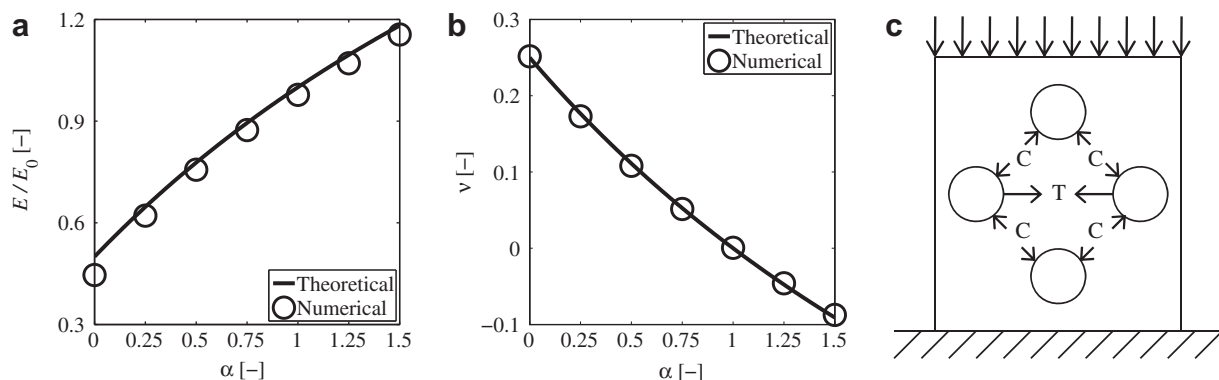 a
1.2
0.9
0.6
0.3
E/E₀ [−]
Theoretical
Numerical
0 0.25 0.5 0.75 1 1.25 1.5
α [−]
b
0.3
0.2
0.1
0
−0.1
ν [−]
Theoretical
Numerical
0 0.25 0.5 0.75 1 1.25 1.5
α [−]
c
C C
T
C C